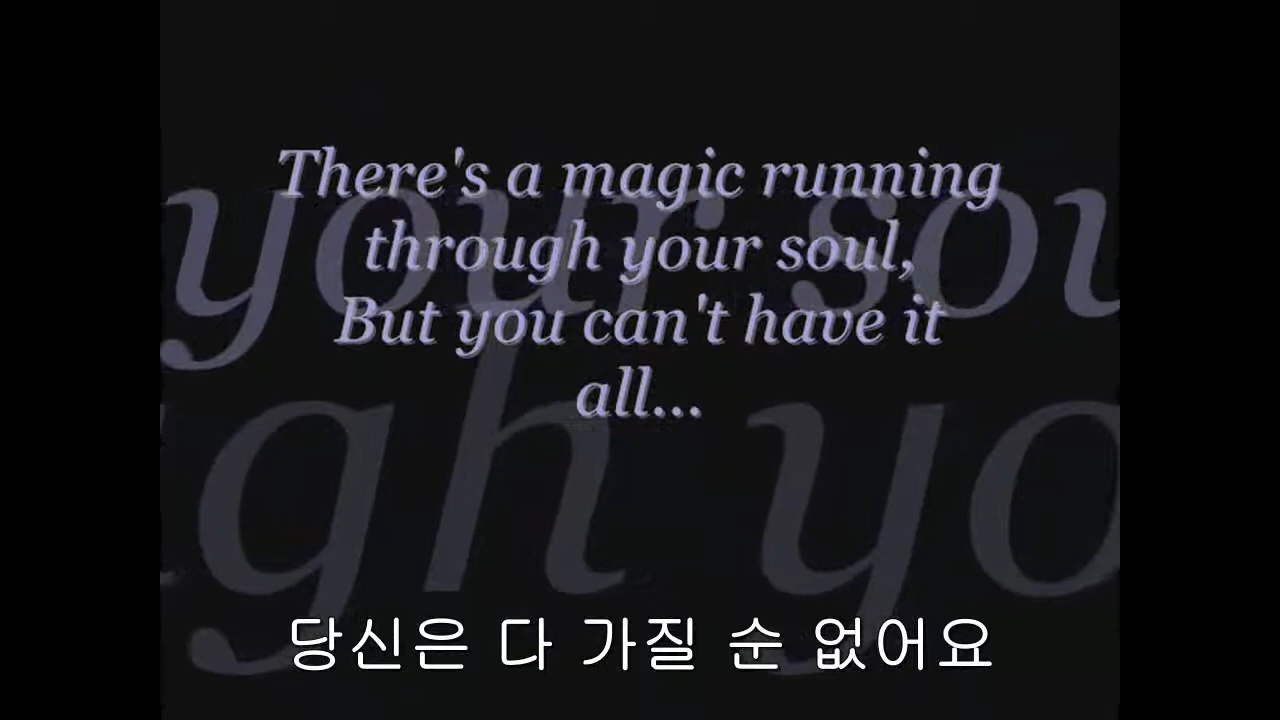 There's a magic running
through your soul,
But you can't have it
all...
당신은 다 가질 순 없어요